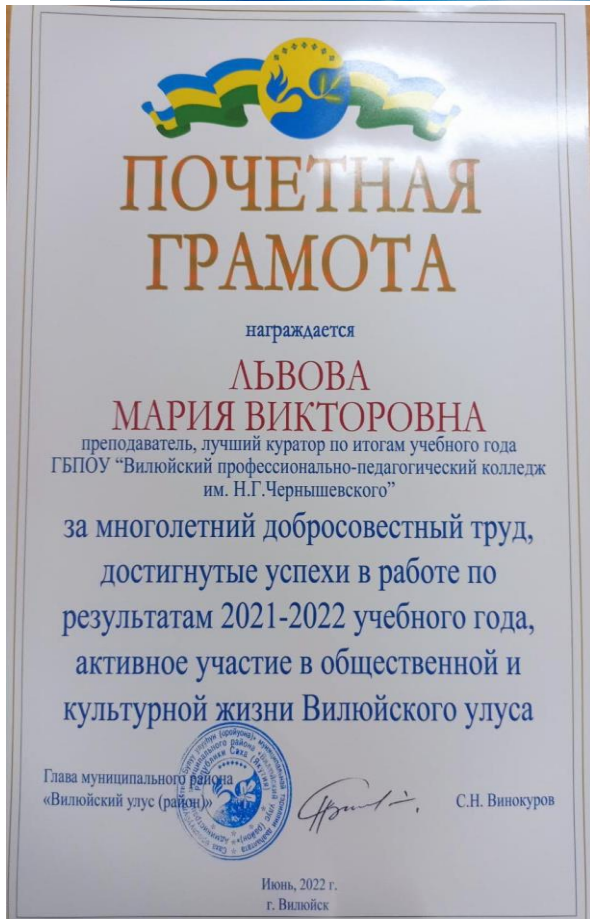 ПОЧЕТНАЯ
ГРАМОТА
награждается
ЛЬВОВА
МАРИЯ ВИКТОРОВНА
преподаватель, лучший куратор по итогам учебного года
ГБПОУ “Вилюйский профессионально-педагогический колледж
им. Н.Г.Чернышевского”
за многолетний добросовестный труд,
достигнутые успехи в работе по
результатам 2021-2022 учебного года,
активное участие в общественной и
культурной жизни Вилюйского улуса
Глава муниципального района
«Вилюйский улус (район)»
С.Н. Винокуров
Июнь, 2022 г.
г. Вилюйск